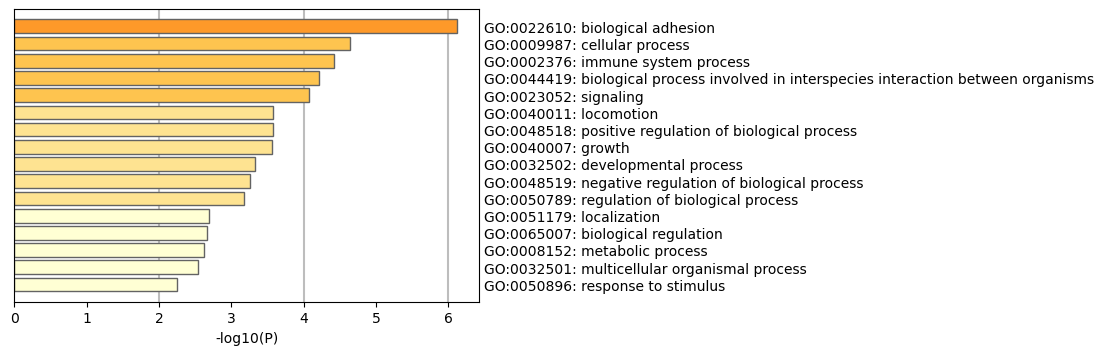 GO:0022610: biological adhesion
GO:0009987: cellular process
GO:0002376: immune system process
GO:0044419: biological process involved in interspecies interaction between organisms
GO:0023052: signaling
GO:0040011: locomotion
GO:0048518: positive regulation of biological process
GO:0040007: growth
GO:0032502: developmental process
GO:0048519: negative regulation of biological process
GO:0050789: regulation of biological process
GO:0051179: localization
GO:0065007: biological regulation
GO:0008152: metabolic process
GO:0032501: multicellular organismal process
GO:0050896: response to stimulus
0 1 2 3 4 5 6
-log10(P)